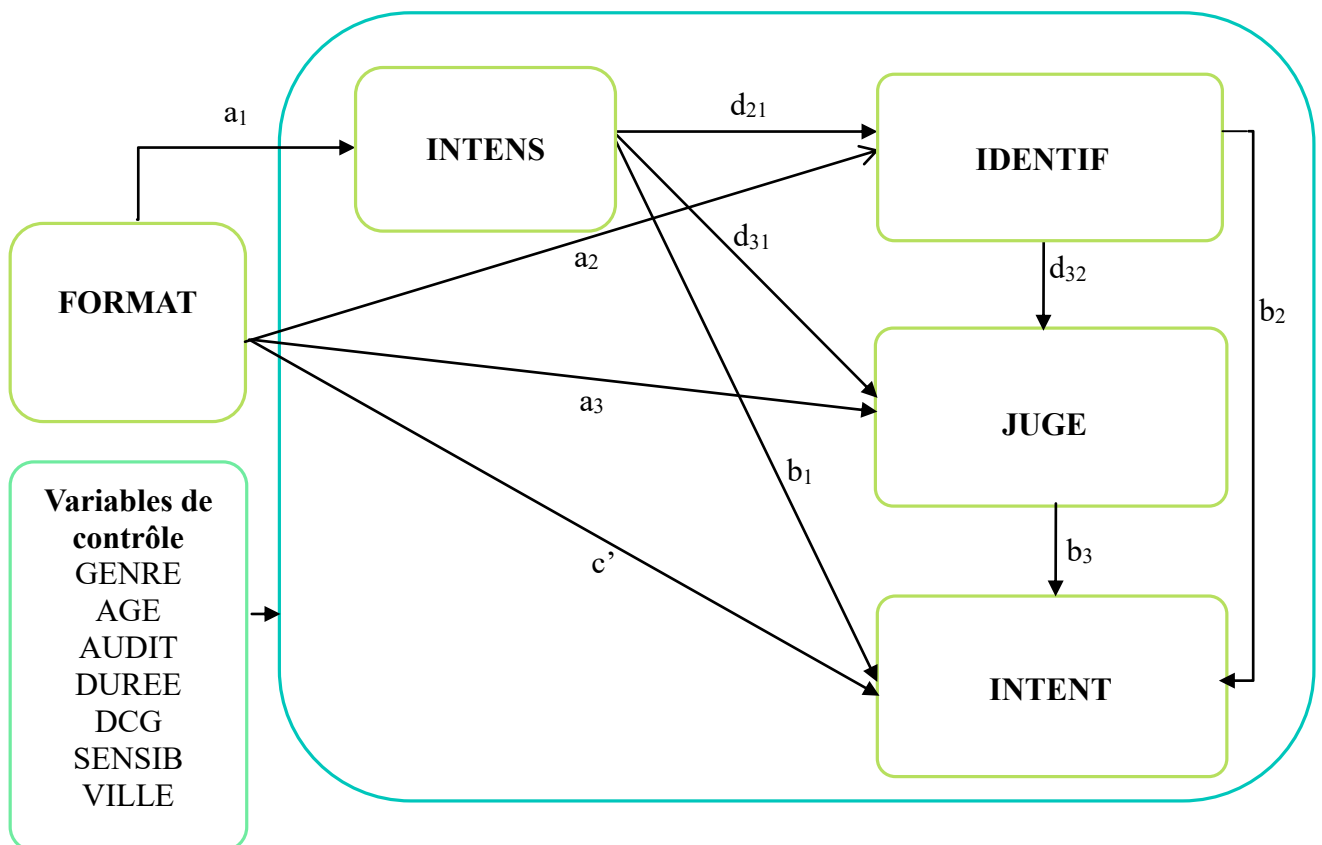 a₁
INTENS
d₂₁
IDENTIF
FORMAT
a₂
d₃₁
d₃₂
b₂
a₃
JUGE
b₁
Variables de
contrôle
GENRE
AGE
AUDIT
DUREE
DCG
SENSIB
VILLE
c’
b₃
INTENT